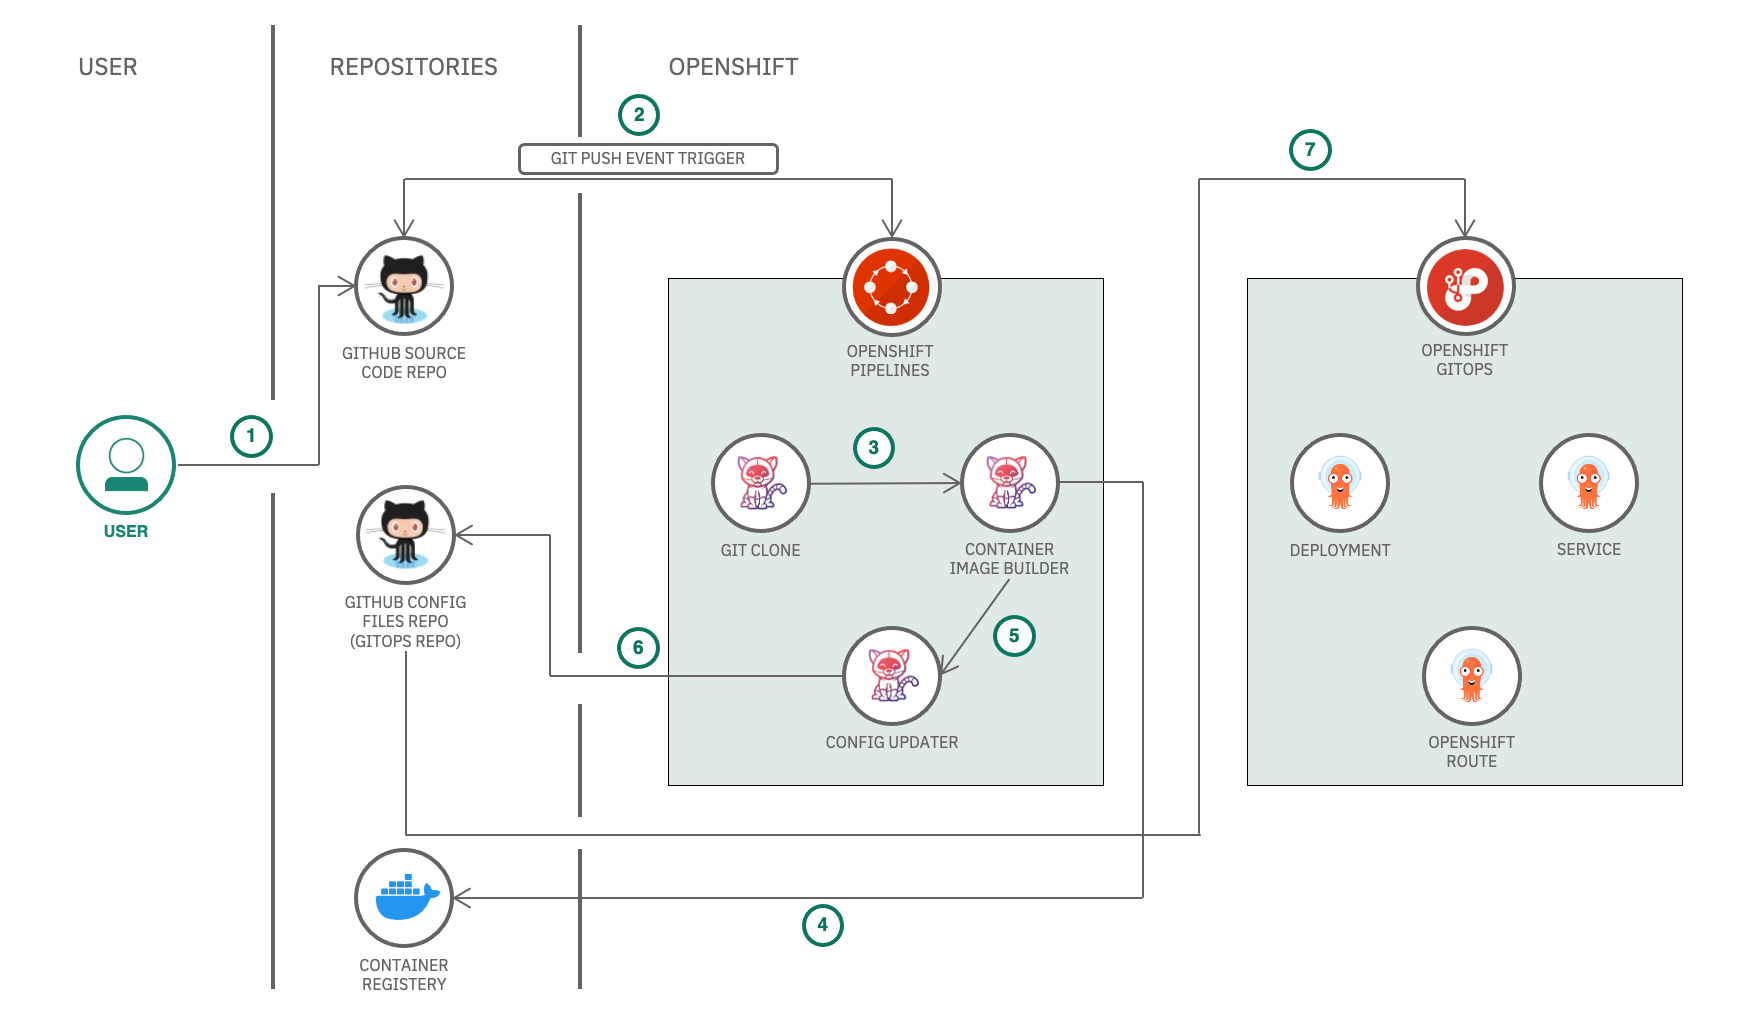 USER
REPOSITORIES
OPENSHIFT
2
GIT PUSH EVENT TRIGGER
7
GITHUB SOURCE
CODE REPO
OPENSHIFT
PIPELINES
OPENSHIFT
GITOPS
1
USER
3
GIT CLONE
CONTAINER
IMAGE BUILDER
DEPLOYMENT
SERVICE
GITHUB CONFIG
FILES REPO
(GITOPS REPO)
6
5
CONFIG UPDATER
OPENSHIFT
ROUTE
4
CONTAINER
REGISTERY